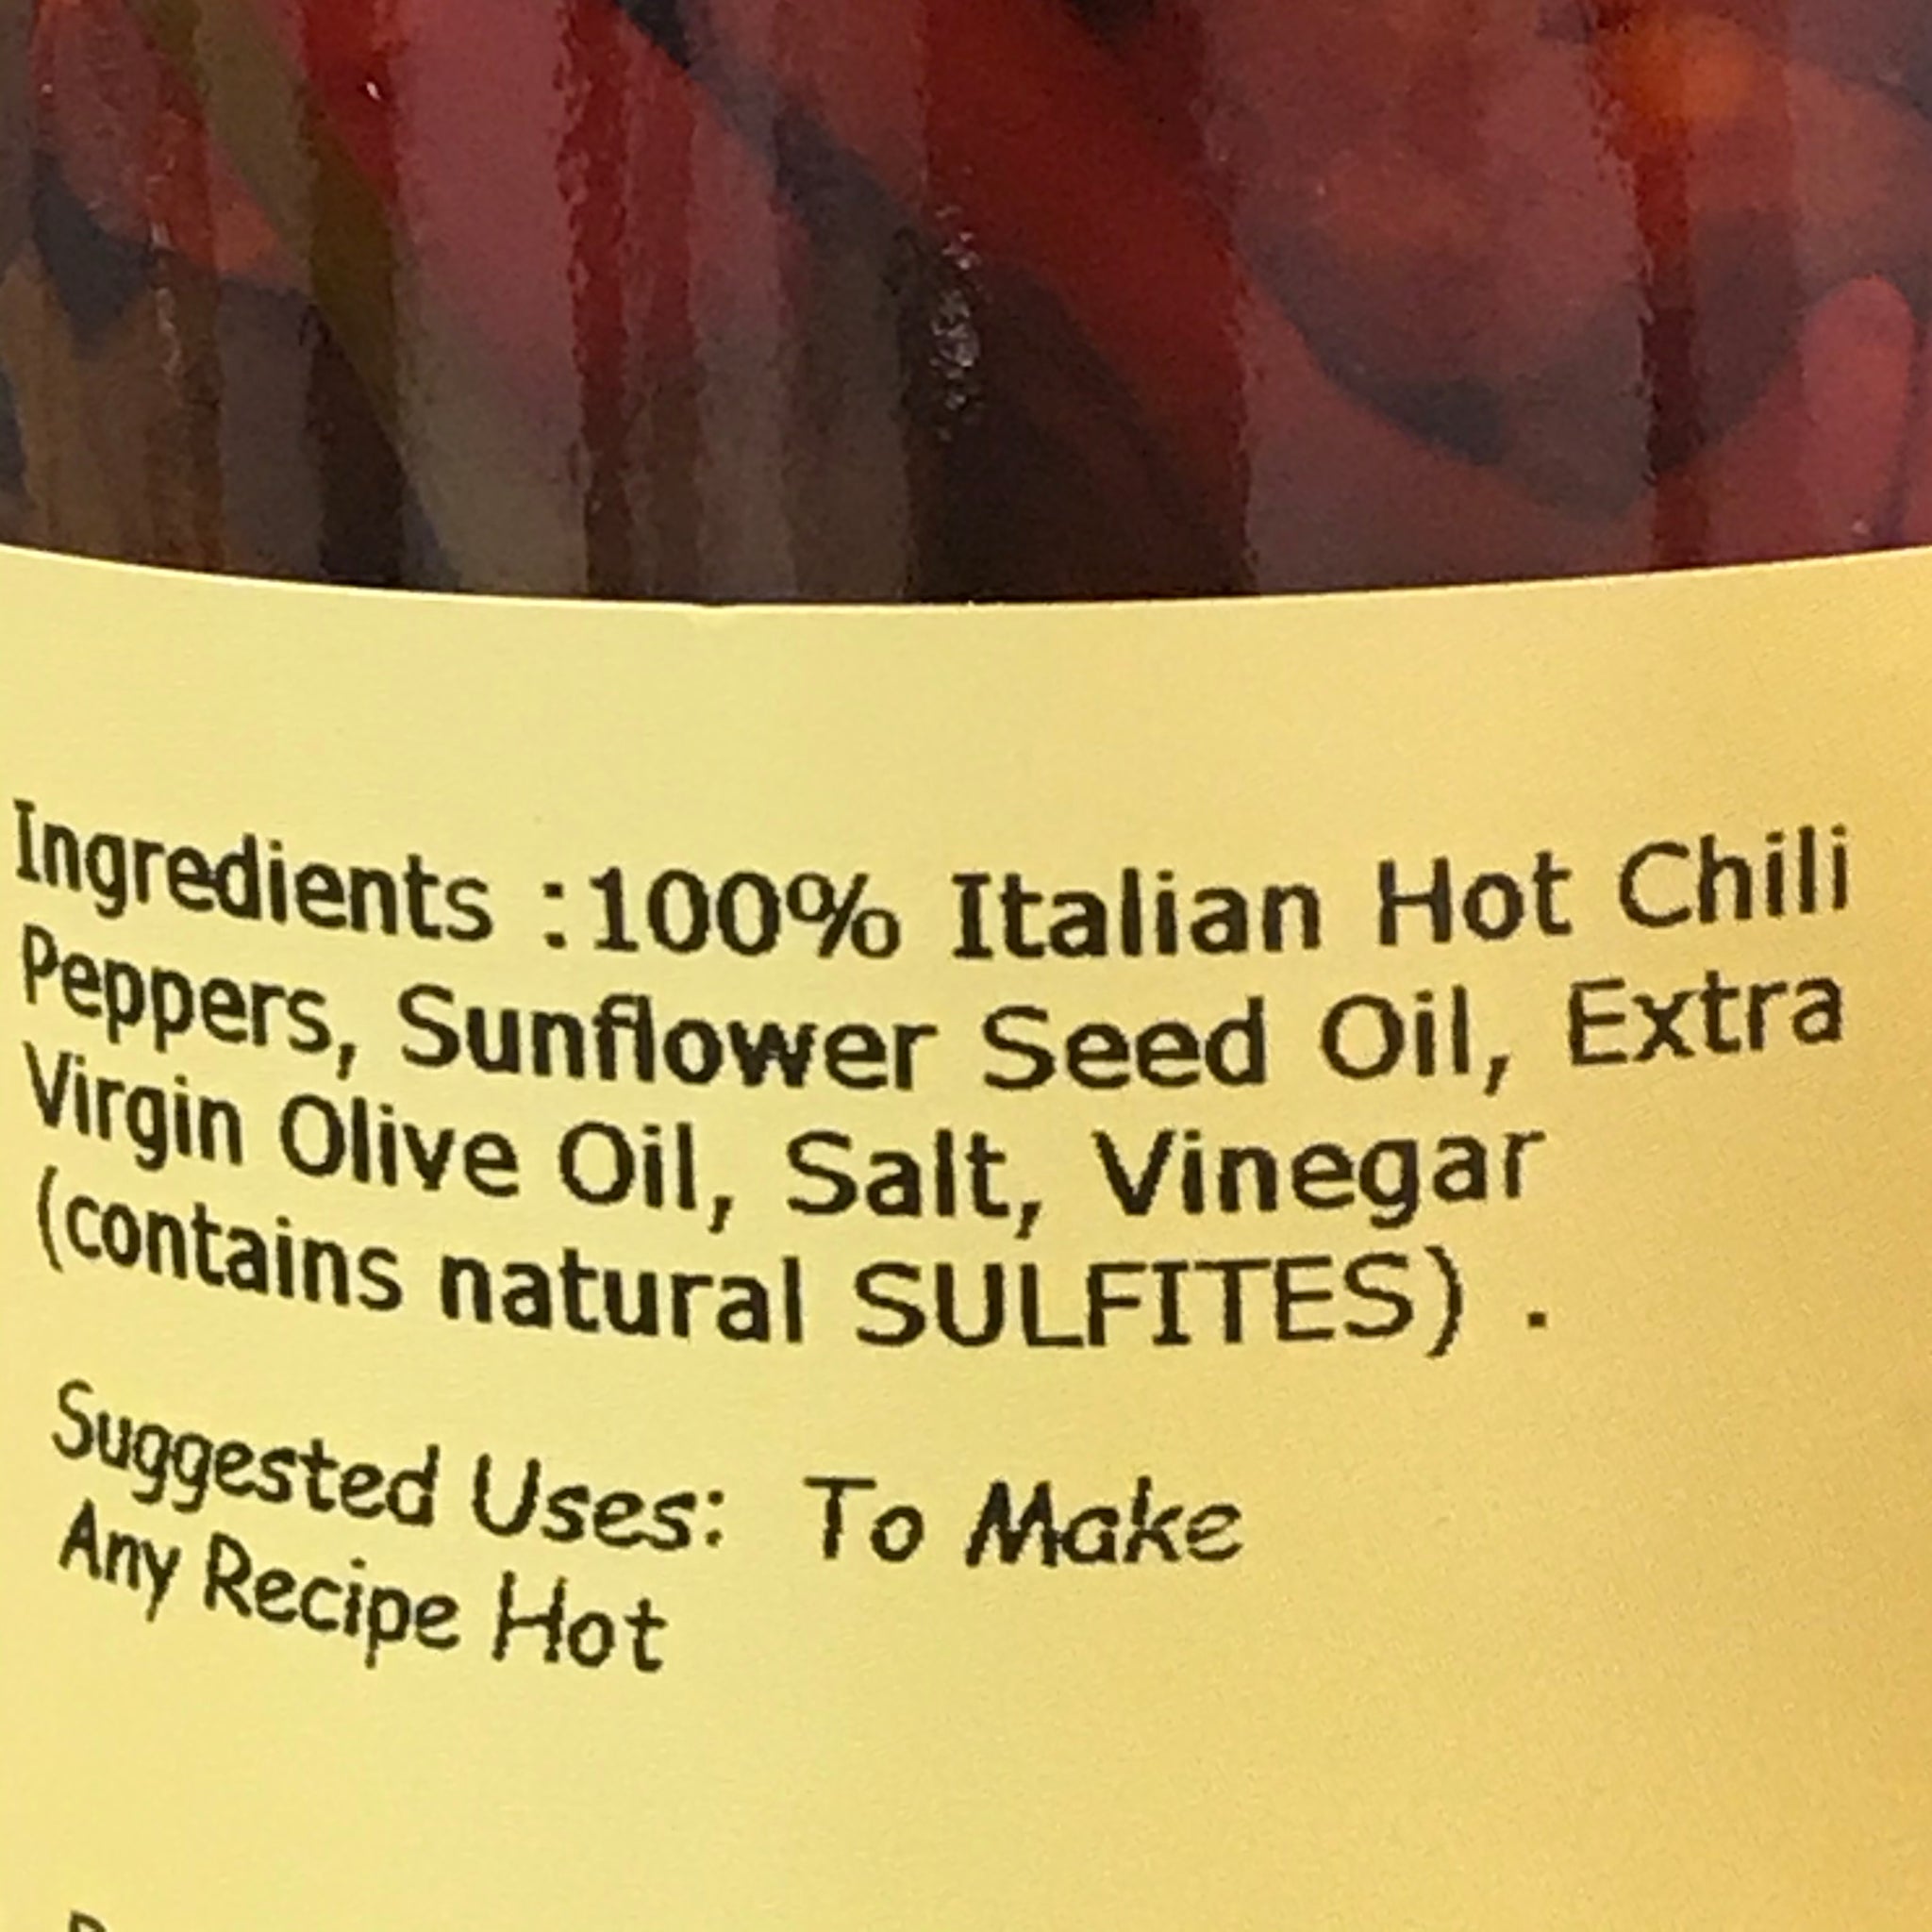 Ingredients :100% Italian Hot Chili
Peppers, Sunflower Seed Oil, Extra
Virgin Olive Oil, Salt, Vinegar
(contains natural SULFITES) .
Suggested Uses: To Make
Any Recipe Hot